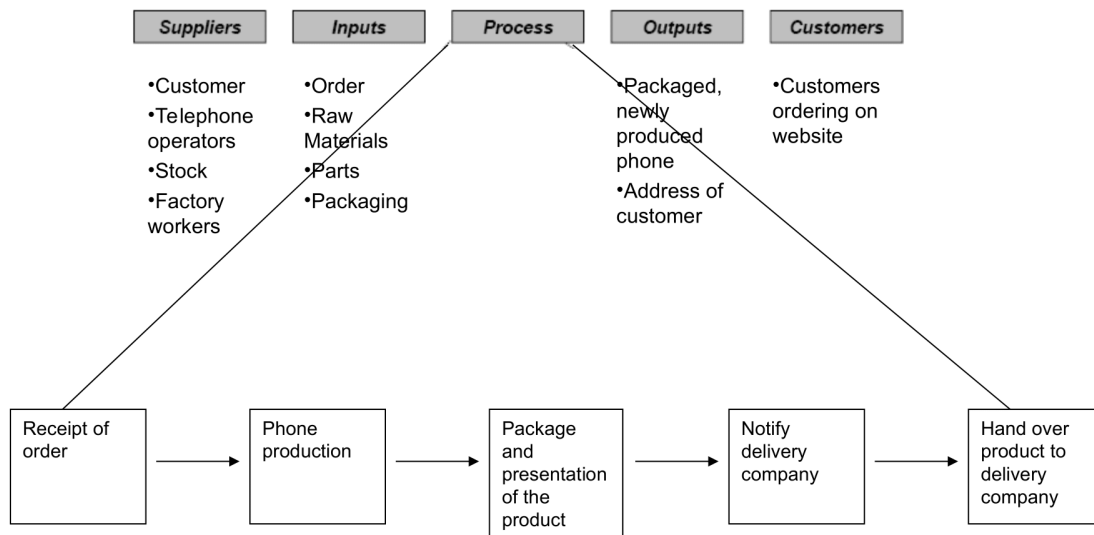 Suppliers
Inputs
Process
Outputs
Customers
•Customer
•Telephone
operators
•Stock
•Factory
workers
•Order
•Raw
Materials
•Parts
•Packaging
•Packaged,
newly
produced
phone
•Address of
customer
•Customers
ordering on
website
Receipt of
order
Phone
production
Package
and
presentation
of the
product
Notify
delivery
company
Hand over
product to
delivery
company